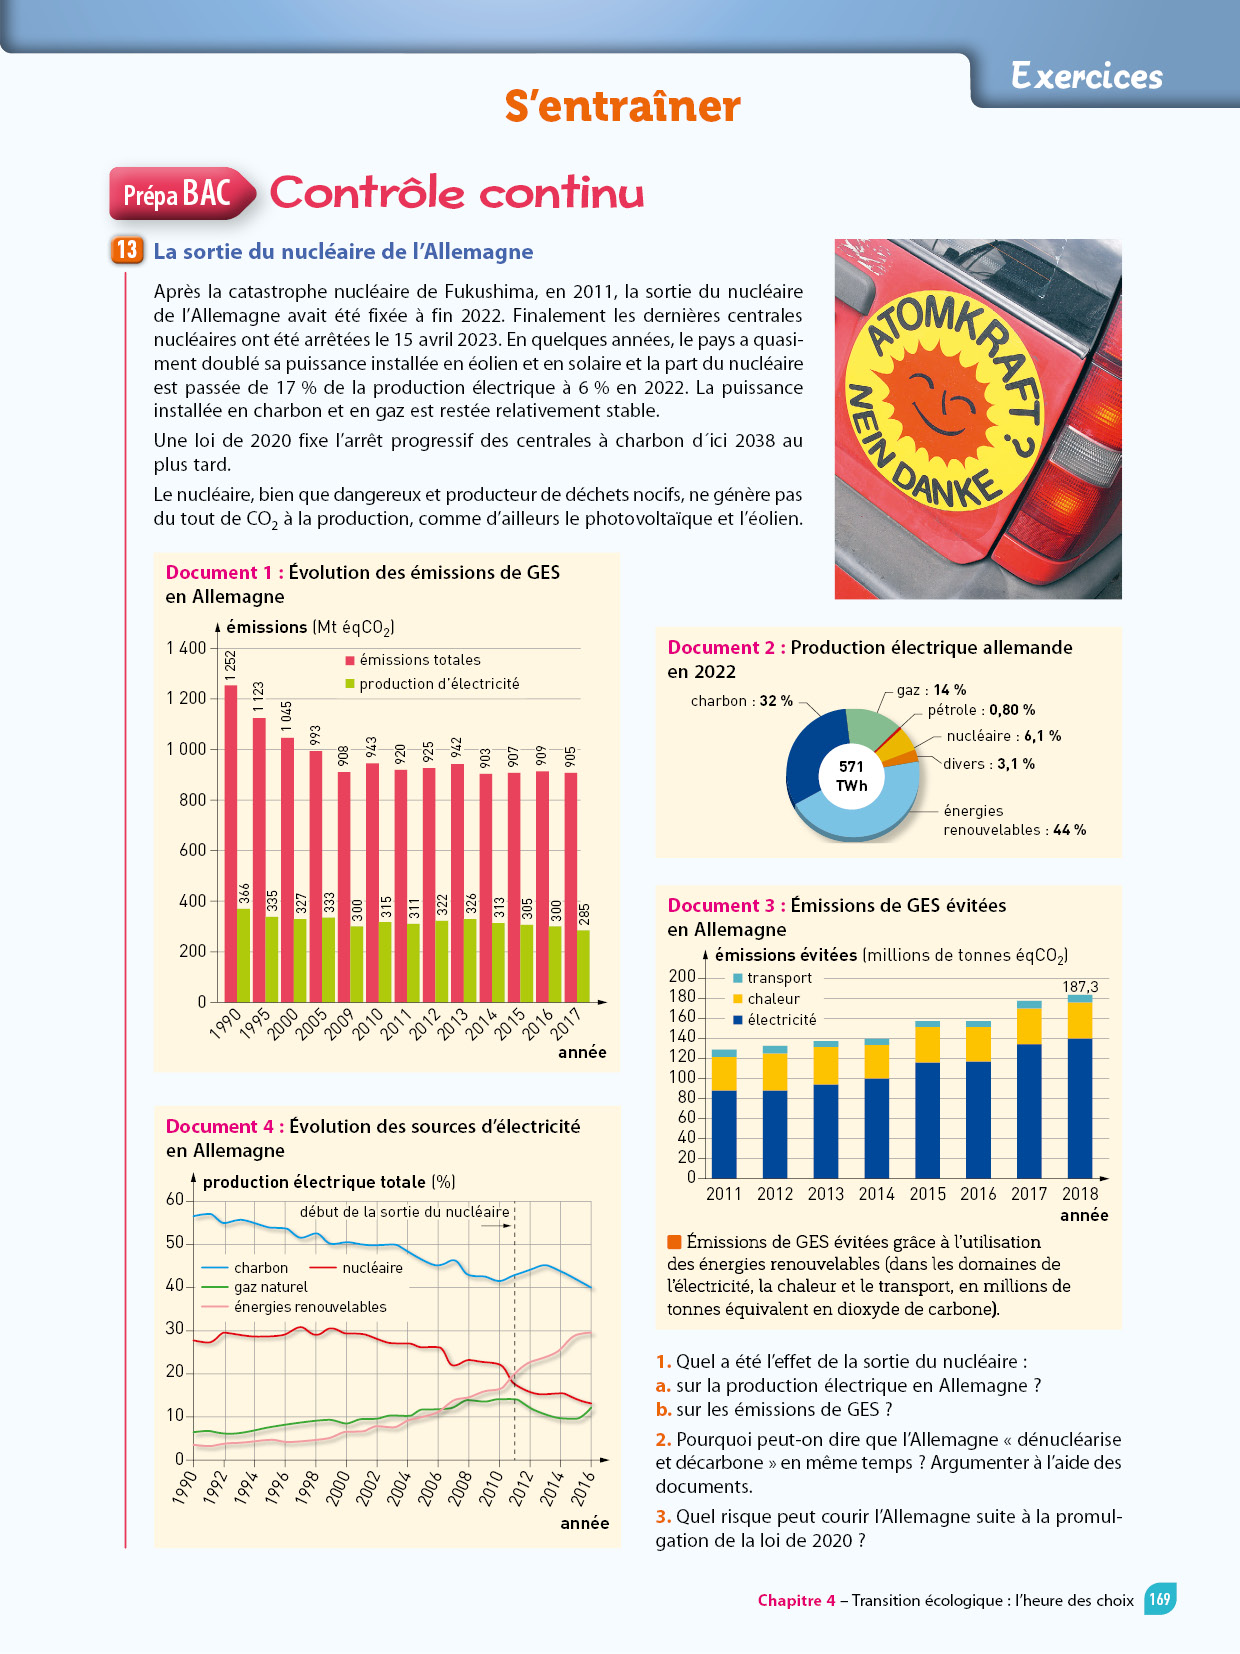 Exercices
S'entraîner
Prépa BAC Contrôle continu
13 La sortie du nucléaire de l'Allemagne
Après la catastrophe nucléaire de Fukushima, en 2011, la sortie du nucléaire
de l'Allemagne avait été fixée à fin 2022. Finalement les dernières centrales
nucléaires ont été arrêtées le 15 avril 2023. En quelques années, le pays a quasi-
ment doublé sa puissance installée en éolien et en solaire et la part du nucléaire
est passée de 17 % de la production électrique à 6 % en 2022. La puissance
installée en charbon et en gaz est restée relativement stable.
Une loi de 2020 fixe l'arrêt progressif des centrales à charbon d´ici 2038 au
plus tard.
Le nucléaire, bien que dangereux et producteur de déchets nocifs, ne génère pas
du tout de CO2 à la production, comme d'ailleurs le photovoltaïque et l'éolien.
ATOMKRAFT ?
NEIN DANKE
Document 1 : Évolution des émissions de GES
en Allemagne
émissions (Mt éqCO2)
1 400
1 200
1 000
800
600
400
200
0
émissions totales
production d'électricité
1 252
1 123
1 045
993
908
943
920
925
942
903
907
909
905
366
335
327
333
300
315
311
322
326
313
305
300
285
1990 1995 2000 2005 2009 2010 2011 2012 2013 2014 2015 2016 2017
année
Document 2 : Production électrique allemande
en 2022
charbon : 32 %
gaz : 14 %
pétrole : 0,80 %
nucléaire : 6,1 %
divers : 3,1 %
énergies
renouvelables : 44 %
571
TWh
Document 3 : Émissions de GES évitées
en Allemagne
émissions évitées (millions de tonnes éqCO2)
200
180
160
140
120
100
80
60
40
20
0
transport
chaleur
électricité
187,3
2011 2012 2013 2014 2015 2016 2017 2018
année
Émissions de GES évitées grâce à l'utilisation
des énergies renouvelables (dans les domaines de
l'électricité, la chaleur et le transport, en millions de
tonnes équivalent en dioxyde de carbone).
Document 4 : Évolution des sources d'électricité
en Allemagne
production électrique totale (%)
60
50
40
30
20
10
0
début de la sortie du nucléaire
charbon
nucléaire
gaz naturel
énergies renouvelables
1990 1992 1994 1996 1998 2000 2002 2004 2006 2008 2010 2012 2014 2016
année
1. Quel a été l'effet de la sortie du nucléaire :
a. sur la production électrique en Allemagne ?
b. sur les émissions de GES ?
2. Pourquoi peut-on dire que l'Allemagne « dénucléarise
et décarbone » en même temps ? Argumenter à l'aide des
documents.
3. Quel risque peut courir l'Allemagne suite à la promul-
gation de la loi de 2020 ?
Chapitre 4 – Transition écologique : l'heure des choix 169